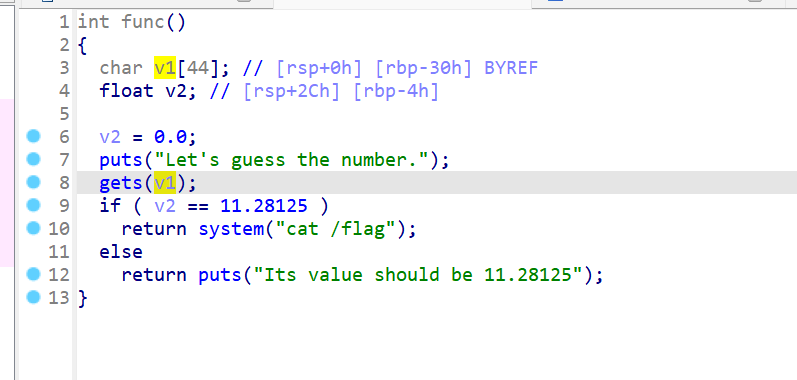 1 int func()
2 {
3   char v1[44]; // [rsp+0h] [rbp-30h] BYREF
4   float v2; // [rsp+2Ch] [rbp-4h]
5
6   v2 = 0.0;
7   puts("Let's guess the number.");
8   gets(v1);
9   if ( v2 == 11.28125 )
10     return system("cat /flag");
11   else
12     return puts("Its value should be 11.28125");
13 }